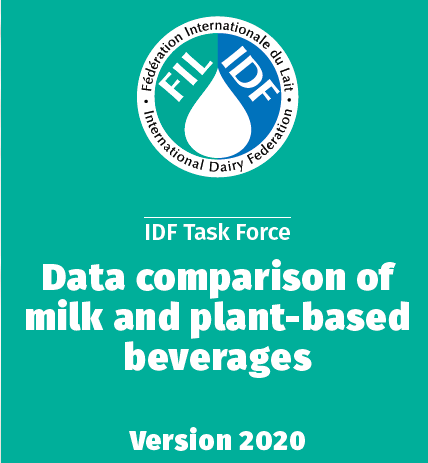 Fédération Internationale du Lait
FIL IDF
International Dairy Federation
IDF Task Force
Data comparison of
milk and plant-based
beverages
Version 2020